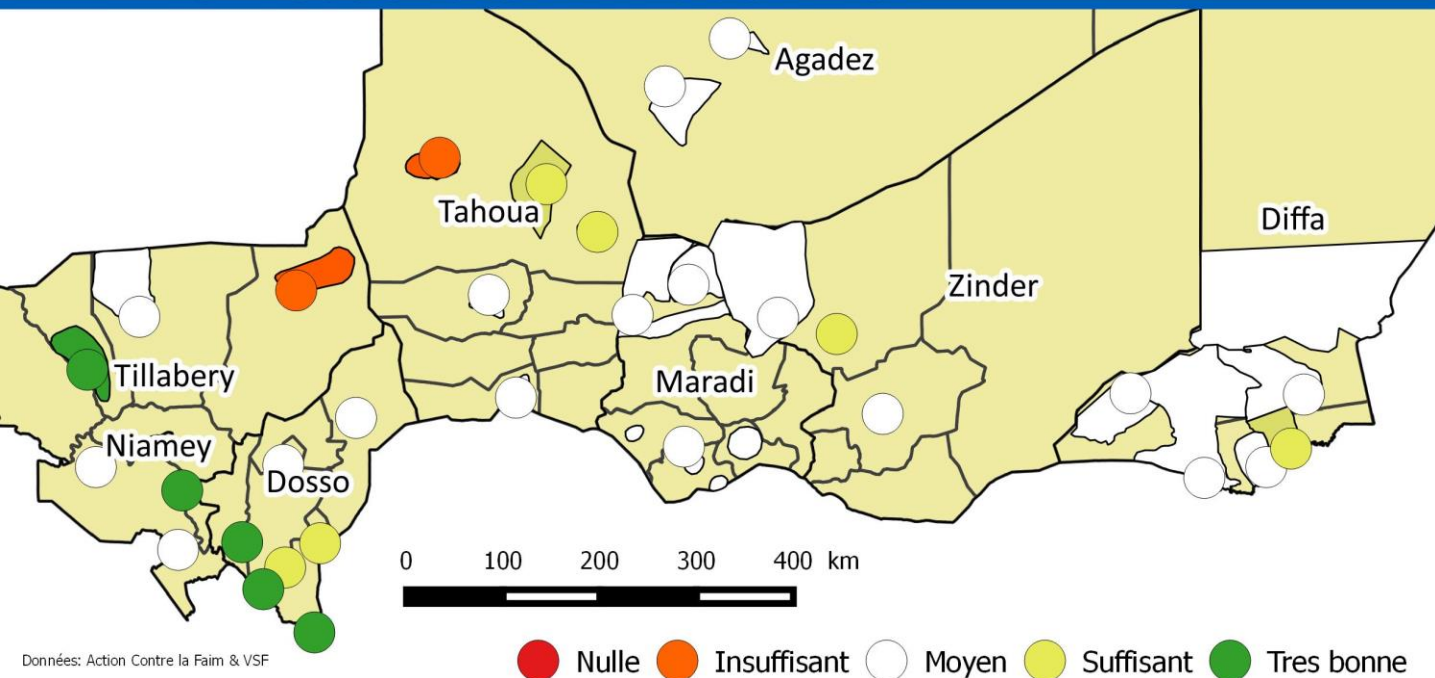 Agadez
Tahoua
Diffa
Zinder
Tillabery
Maradi
Niamey
Dosso
0 100 200 300 400 km
Données: Action Contre la Faim & VSF
Nulle Insuffisant Moyen Suffisant Tres bonne